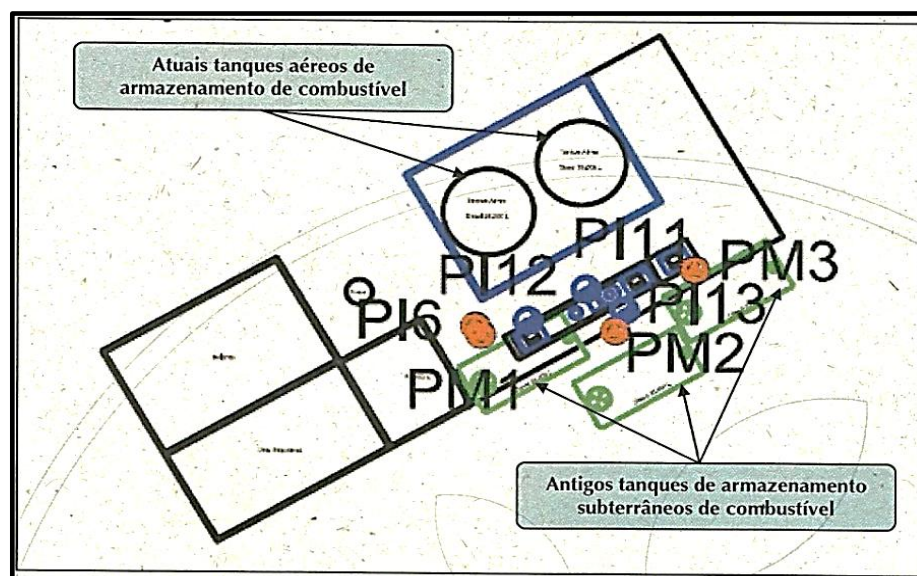 Atuais tanques aéreos de
armazenamento de combustível
PI11
PI12
PM3
PI6
PI13
PM2
PM1
Antigos tanques de armazenamento
subterrâneos de combustível